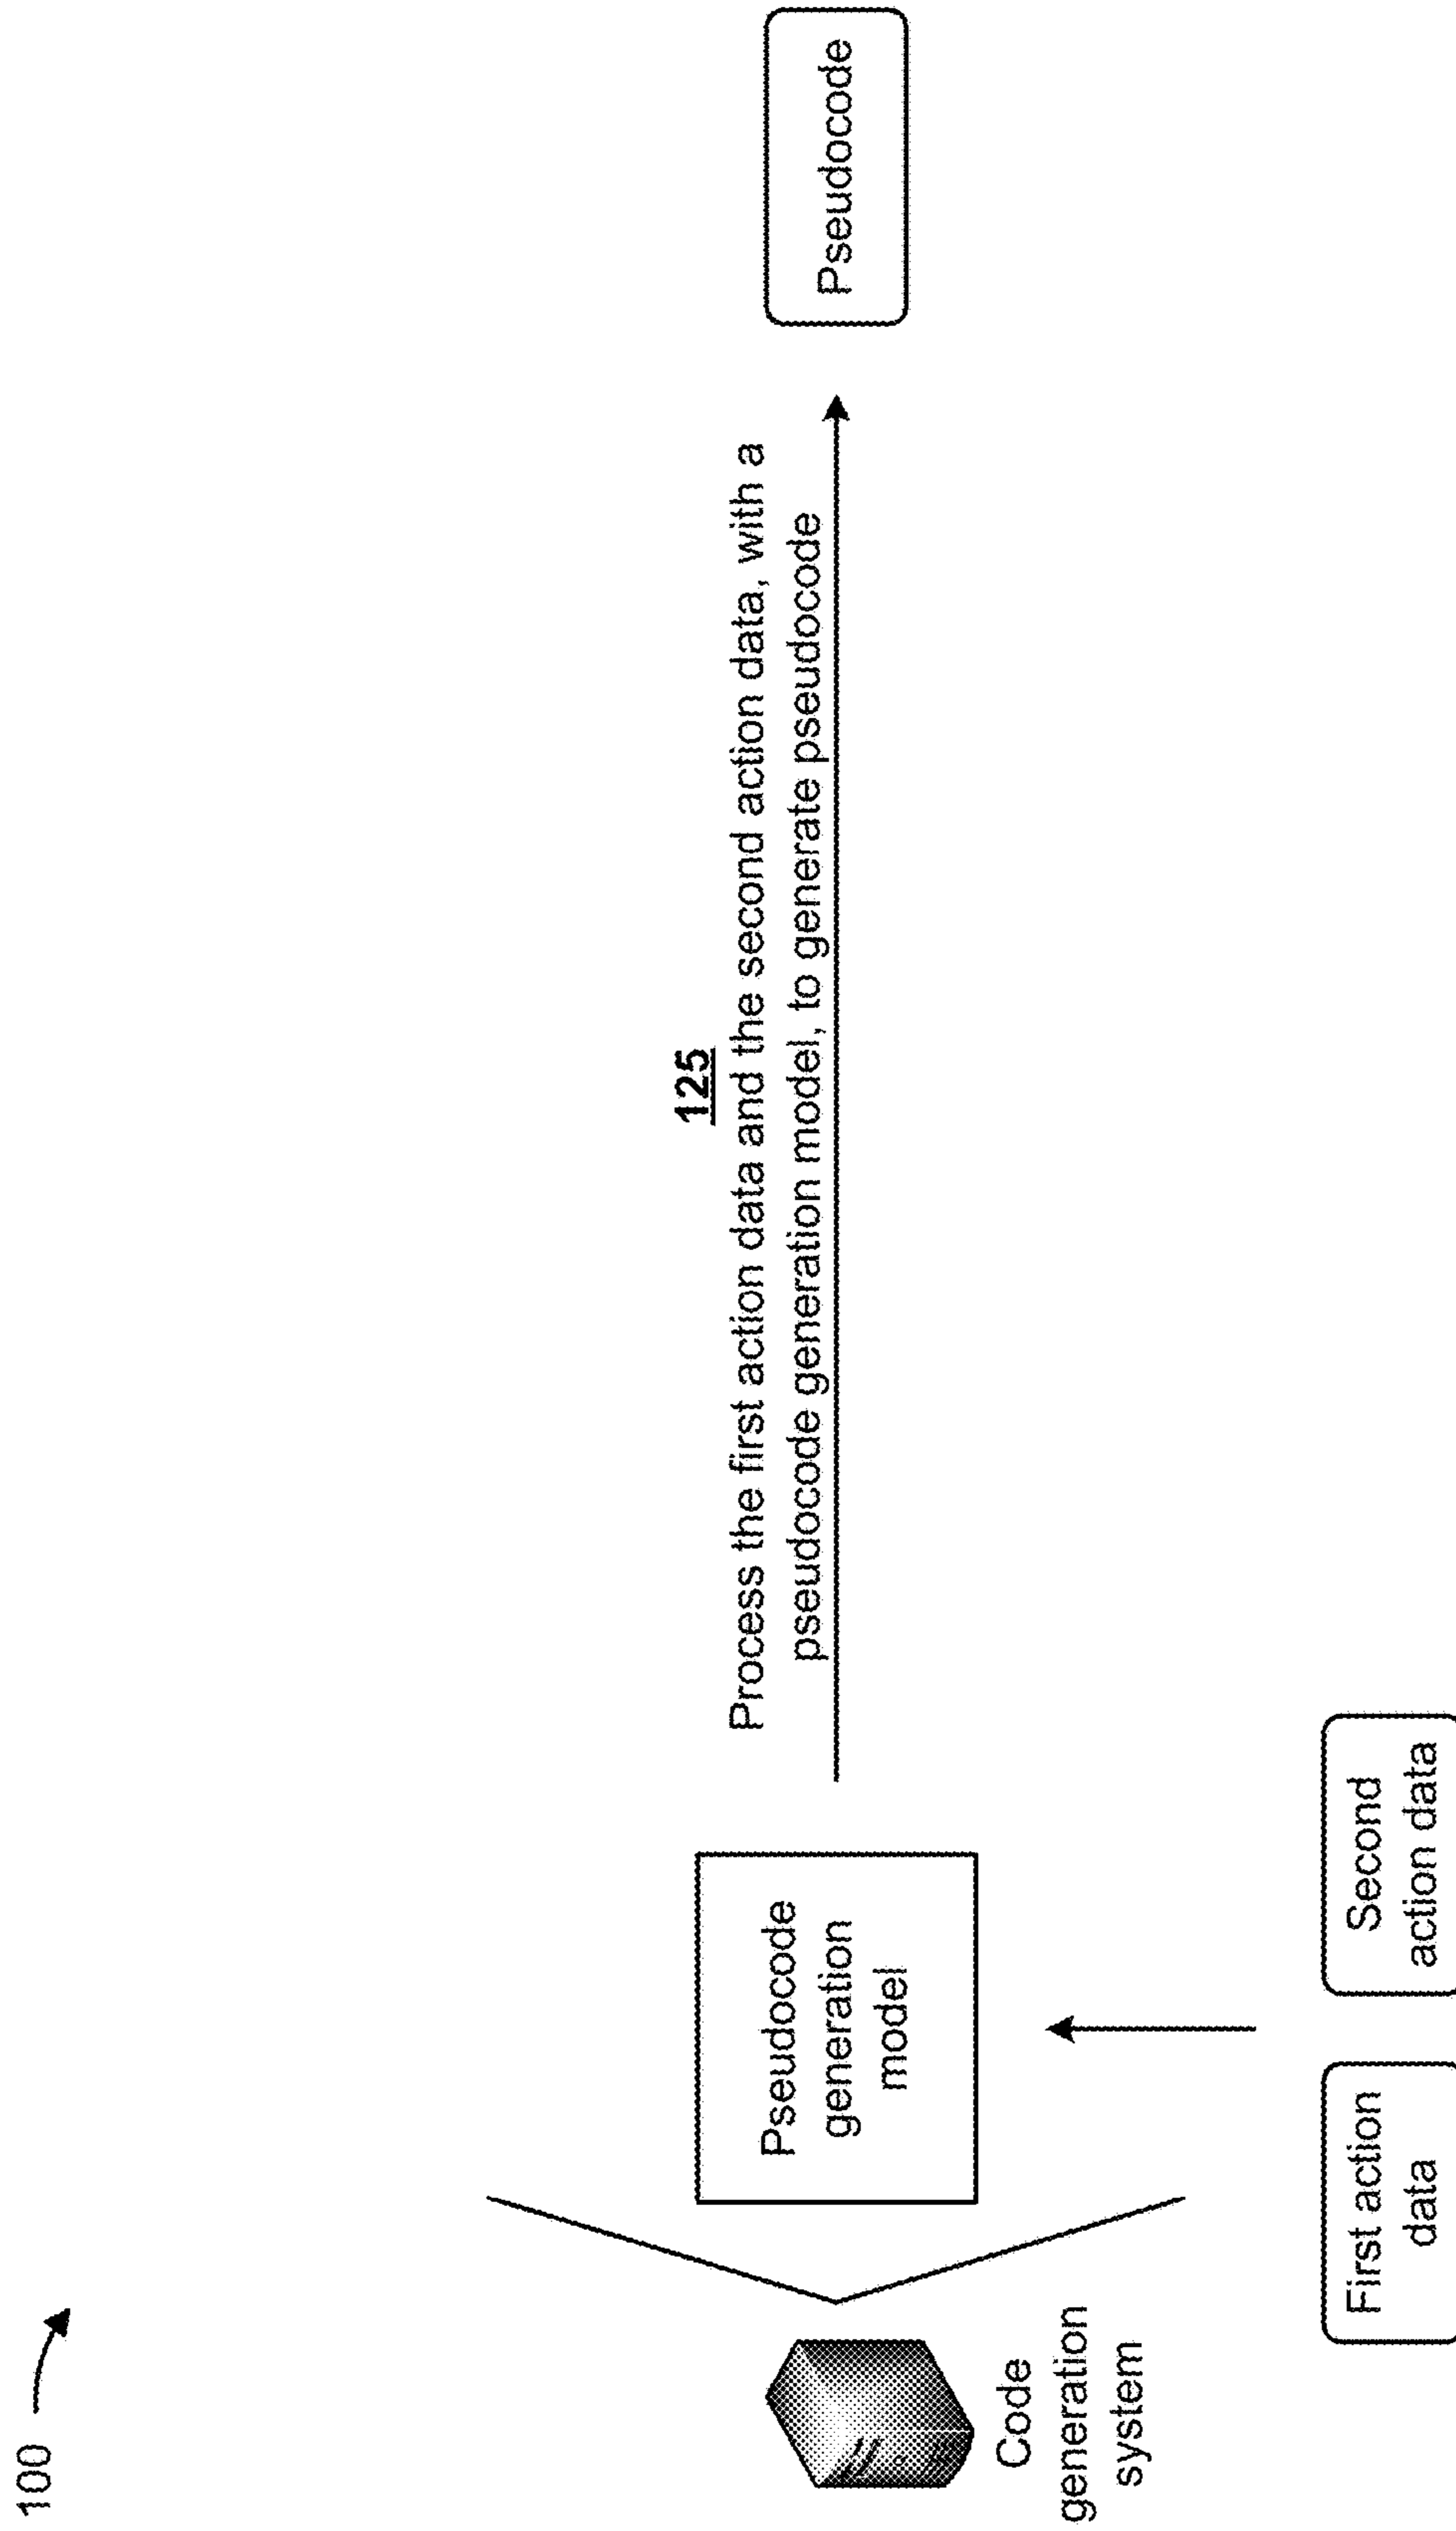 100
125
Process the first action data and the second action data, with a
pseudocode generation model, to generate pseudocode
Pseudocode
generation
model
Pseudocode
Code
generation
system
First action
data
Second
action data